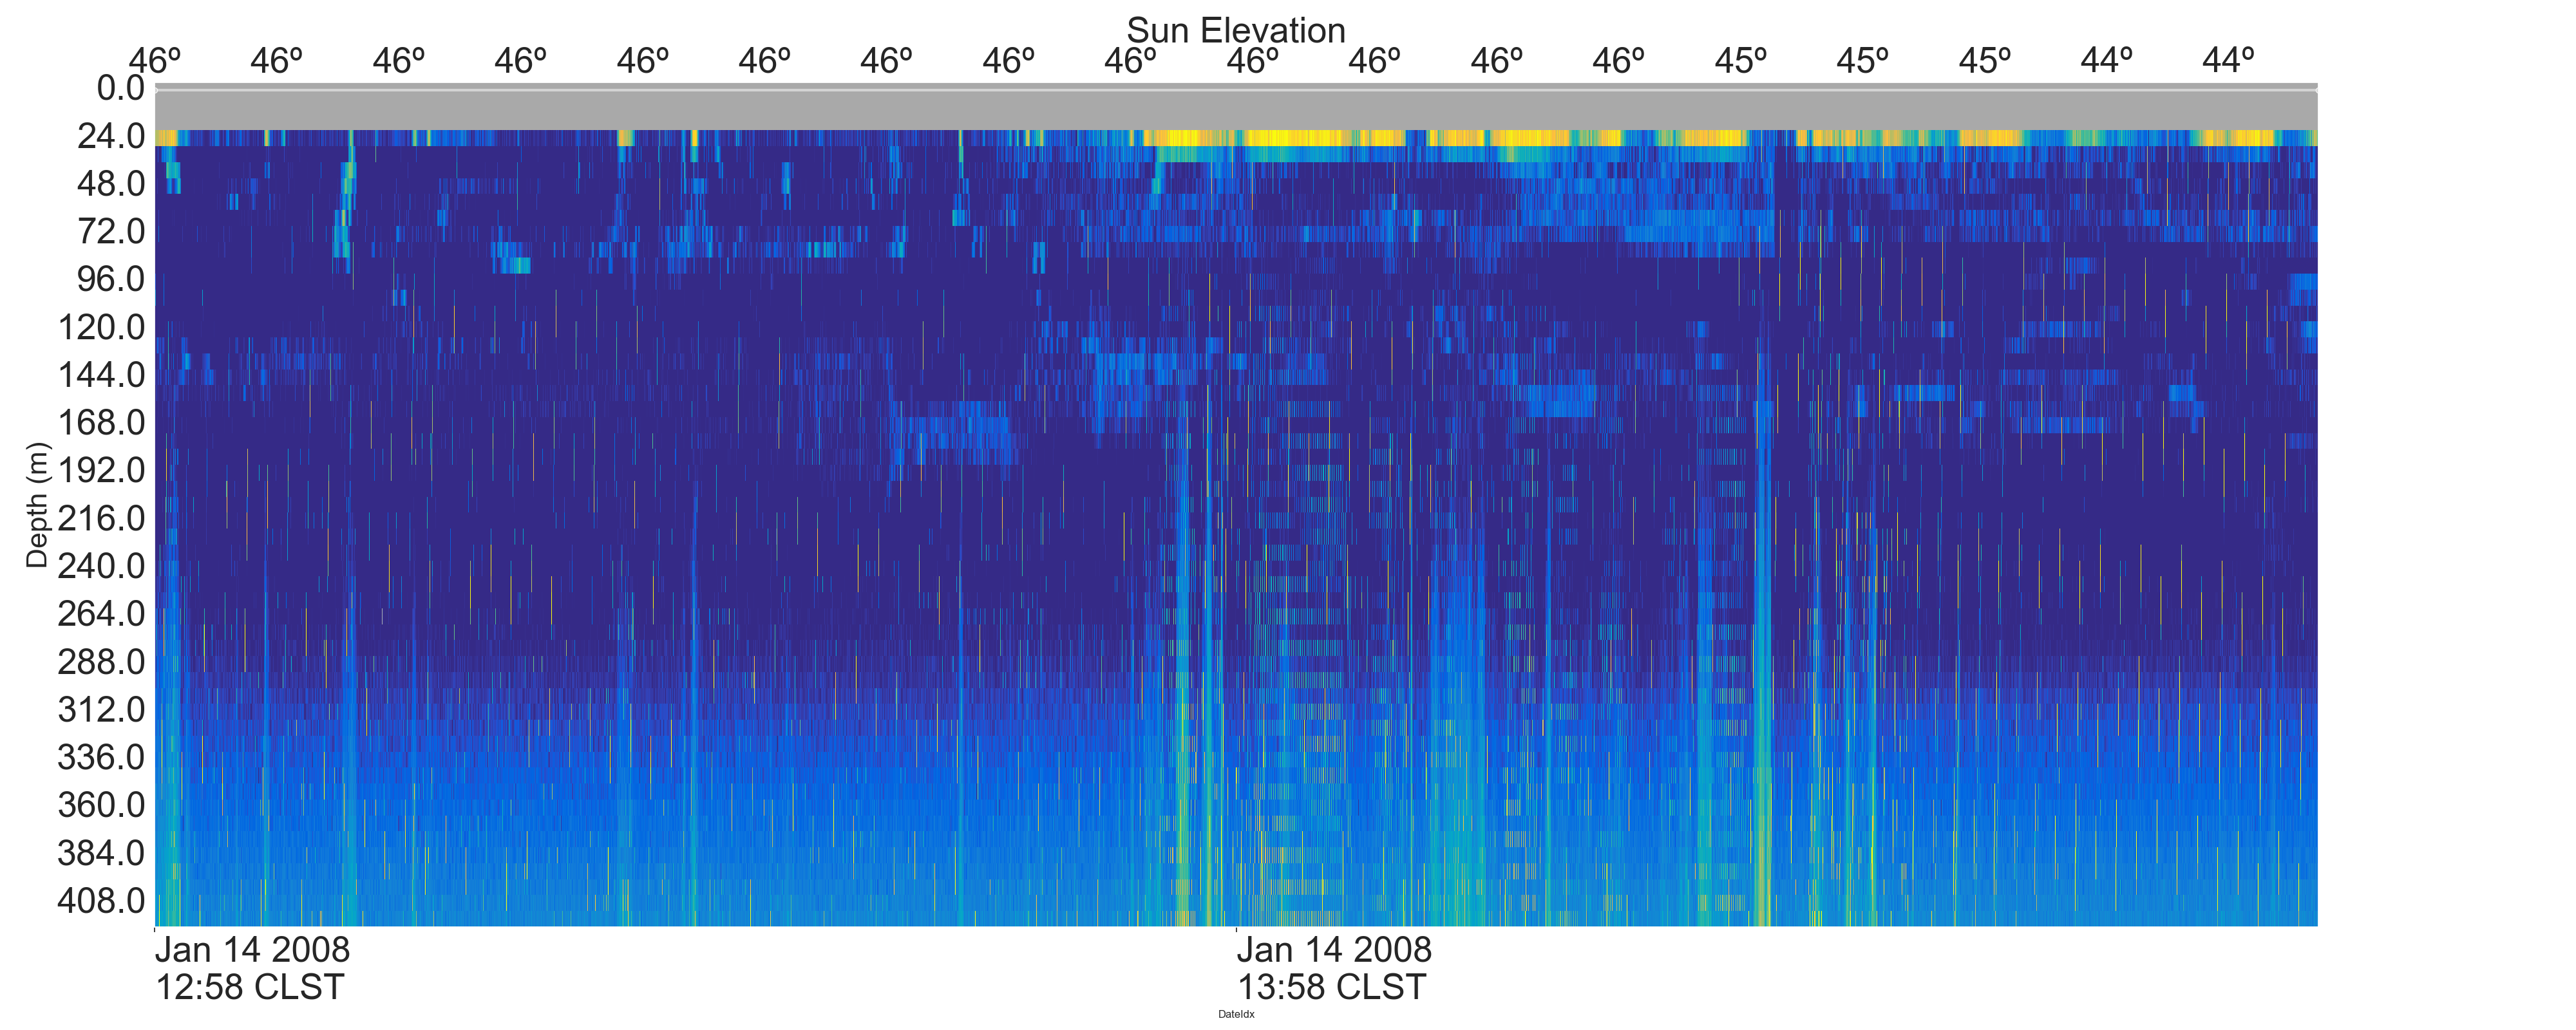 Sun Elevation
46º 46º 46º 46º 46º 46º 46º 46º 46º 46º 46º 46º 46º 45º 45º 45º 44º 44º
0.0
24.0
48.0
72.0
96.0
120.0
144.0
168.0
192.0
216.0
240.0
264.0
288.0
312.0
336.0
360.0
384.0
408.0
Depth (m)
Jan 14 2008
12:58 CLST
Jan 14 2008
13:58 CLST
DateIdx